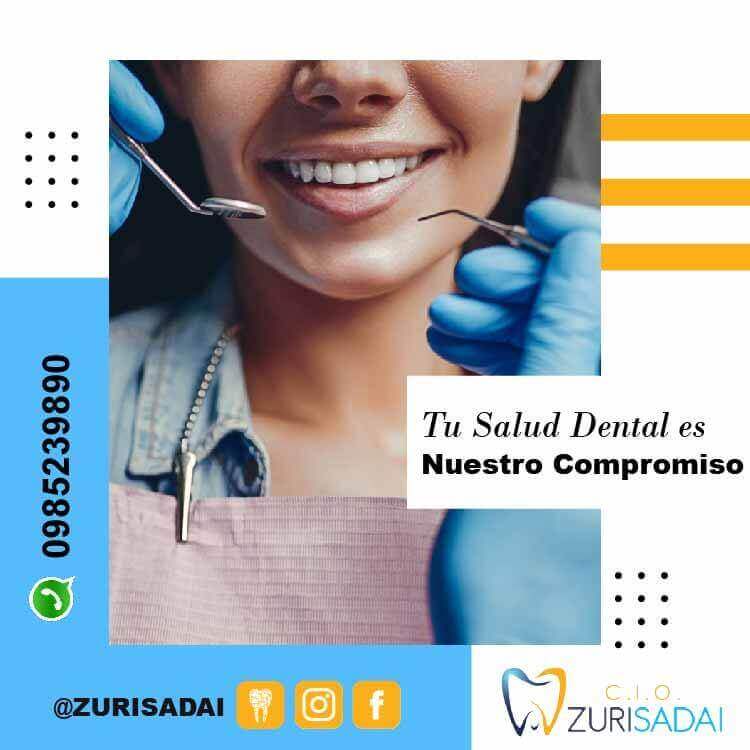 Tu Salud Dental es
Nuestro Compromiso
0985239890
@ZURISADAI
C.I.O.
ZURISADAI